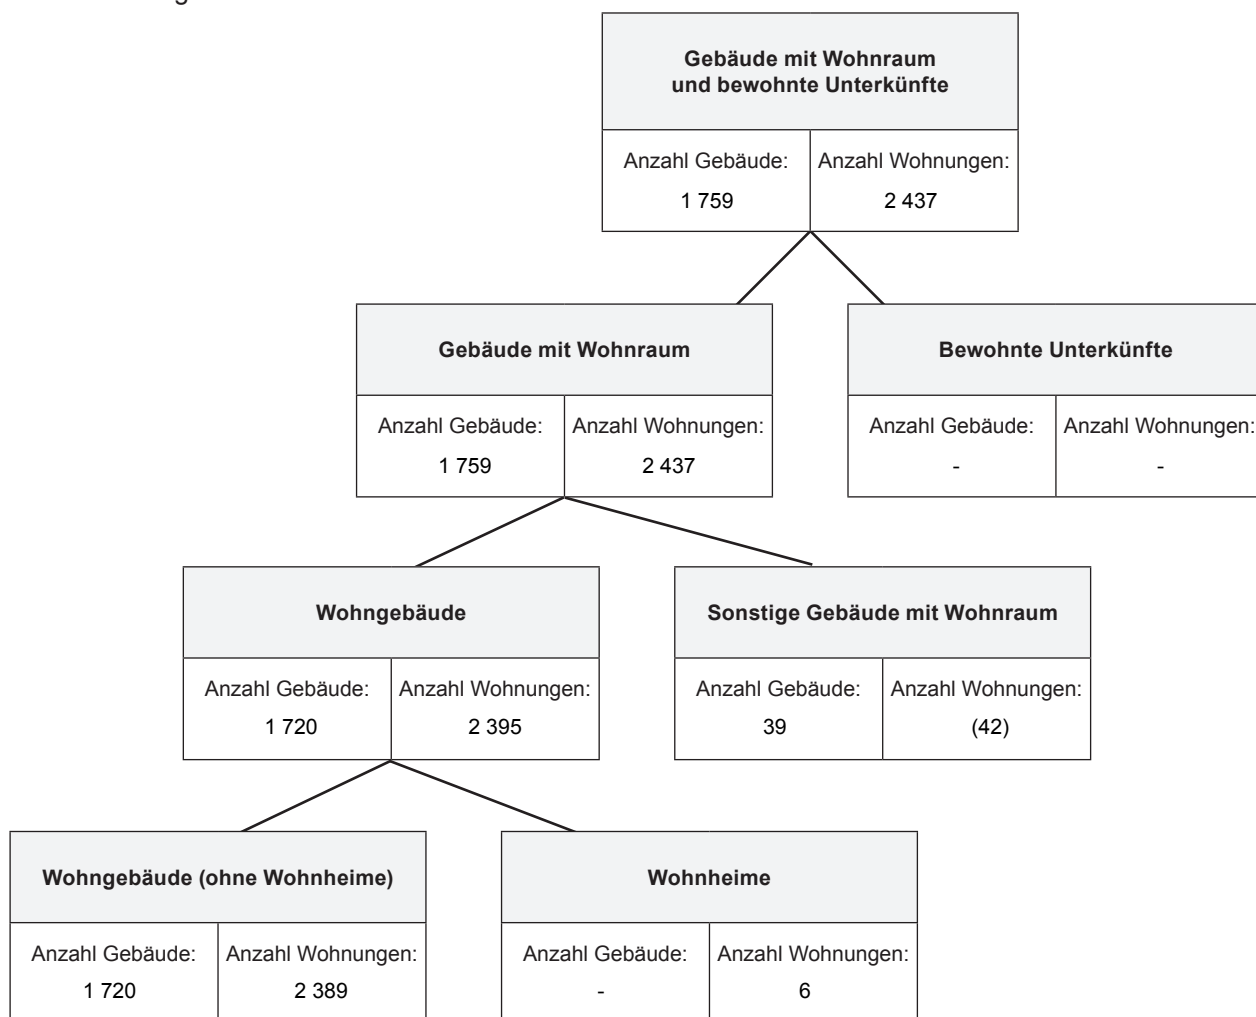 Gebäude mit Wohnraum
und bewohnte Unterkünfte
Anzahl Gebäude: Anzahl Wohnungen:
1 759 2 437
Gebäude mit Wohnraum
Anzahl Gebäude: Anzahl Wohnungen:
1 759 2 437
Bewohnte Unterkünfte
Anzahl Gebäude: Anzahl Wohnungen:
- -
Wohngebäude
Anzahl Gebäude: Anzahl Wohnungen:
1 720 2 395
Sonstige Gebäude mit Wohnraum
Anzahl Gebäude: Anzahl Wohnungen:
39 (42)
Wohngebäude (ohne Wohnheime)
Anzahl Gebäude: Anzahl Wohnungen:
1 720 2 389
Wohnheime
Anzahl Gebäude: Anzahl Wohnungen:
- 6